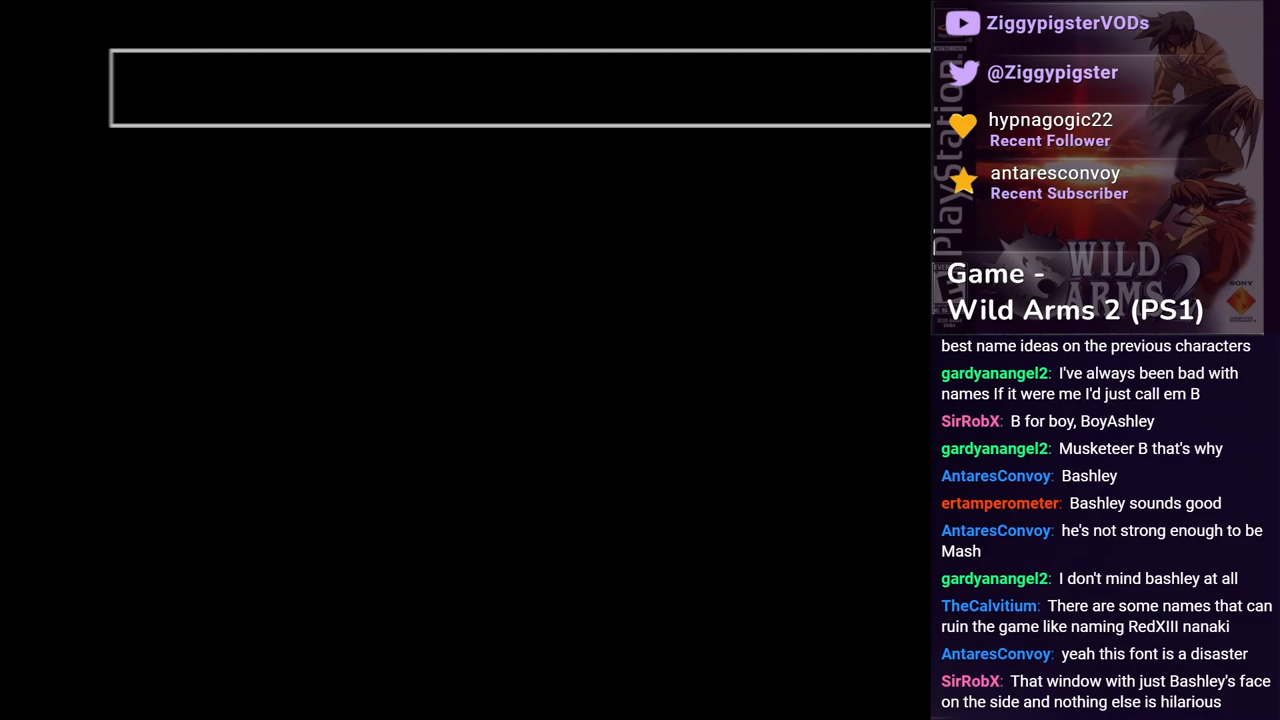 ZiggypigsterVODs
@Ziggypigster
hypnagogic22
Recent Follower
antaresconvoy
Recent Subscriber
PlayStation
WILD
ARMS 2
SONY
Game -
Wild Arms 2 (PS1)
best name ideas on the previous characters
gardyanangel2: I've always been bad with
names If it were me I'd just call em B
SirRobX: B for boy, BoyAshley
gardyanangel2: Musketeer B that's why
AntaresConvoy: Bashley
ertamperometer: Bashley sounds good
AntaresConvoy: he's not strong enough to be
Mash
gardyanangel2: I don't mind bashley at all
TheCalvitium: There are some names that can
ruin the game like naming RedXIII nanaki
AntaresConvoy: yeah this font is a disaster
SirRobX: That window with just Bashley's face
on the side and nothing else is hilarious